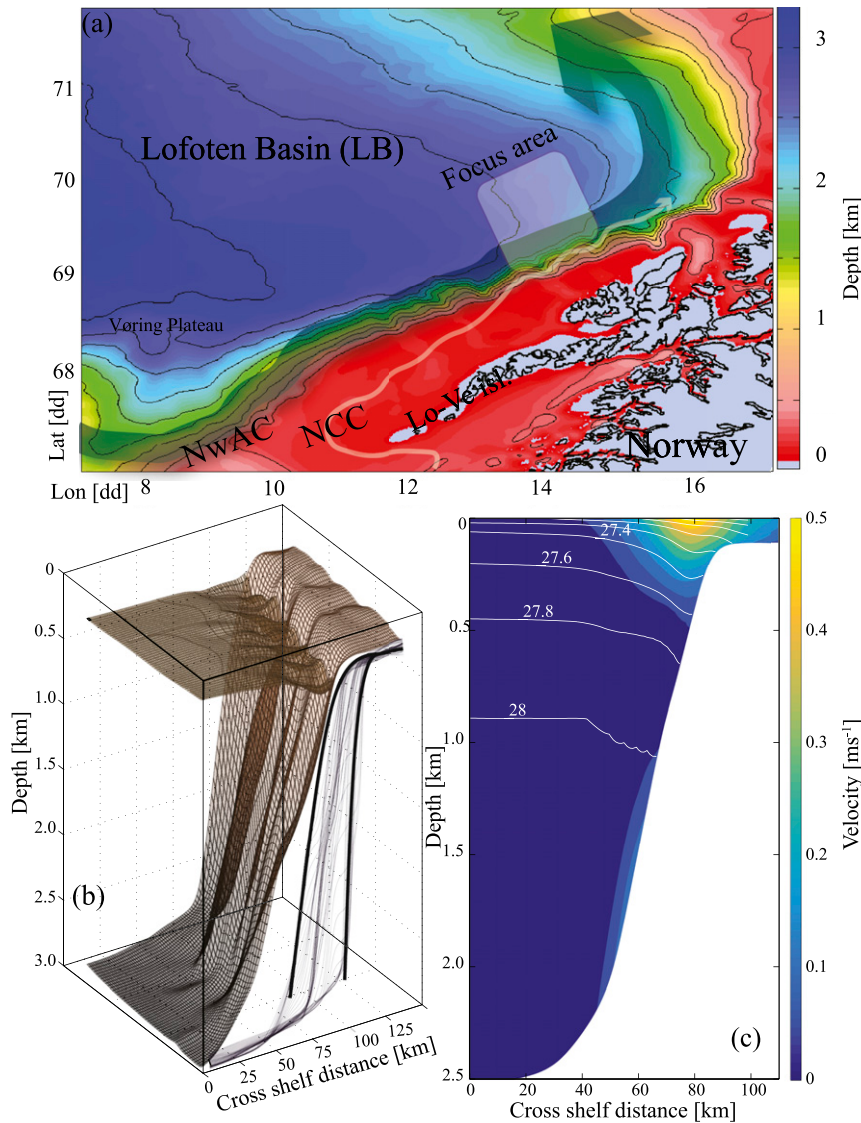 (a)
71
70
69
68
Lat [dd]
Lon [dd]
8
10
12
14
16
Lofoten Basin (LB)
Focus area
Vøring Plateau
NwAC
NCC
Lo-Ve isl.
Norway
3
2
1
0
Depth [km]
0
0.5
1.0
1.5
2.0
2.5
3.0
Depth [km]
(b)
0
25
50
75
100
125
Cross shelf distance [km]
0
0.5
1.0
1.5
2.0
2.5
Depth [km]
27.4
27.6
27.8
28
(c)
0
20
40
60
80
100
Cross shelf distance [km]
0.5
0.4
0.3
0.2
0.1
0
Velocity [ms⁻¹]